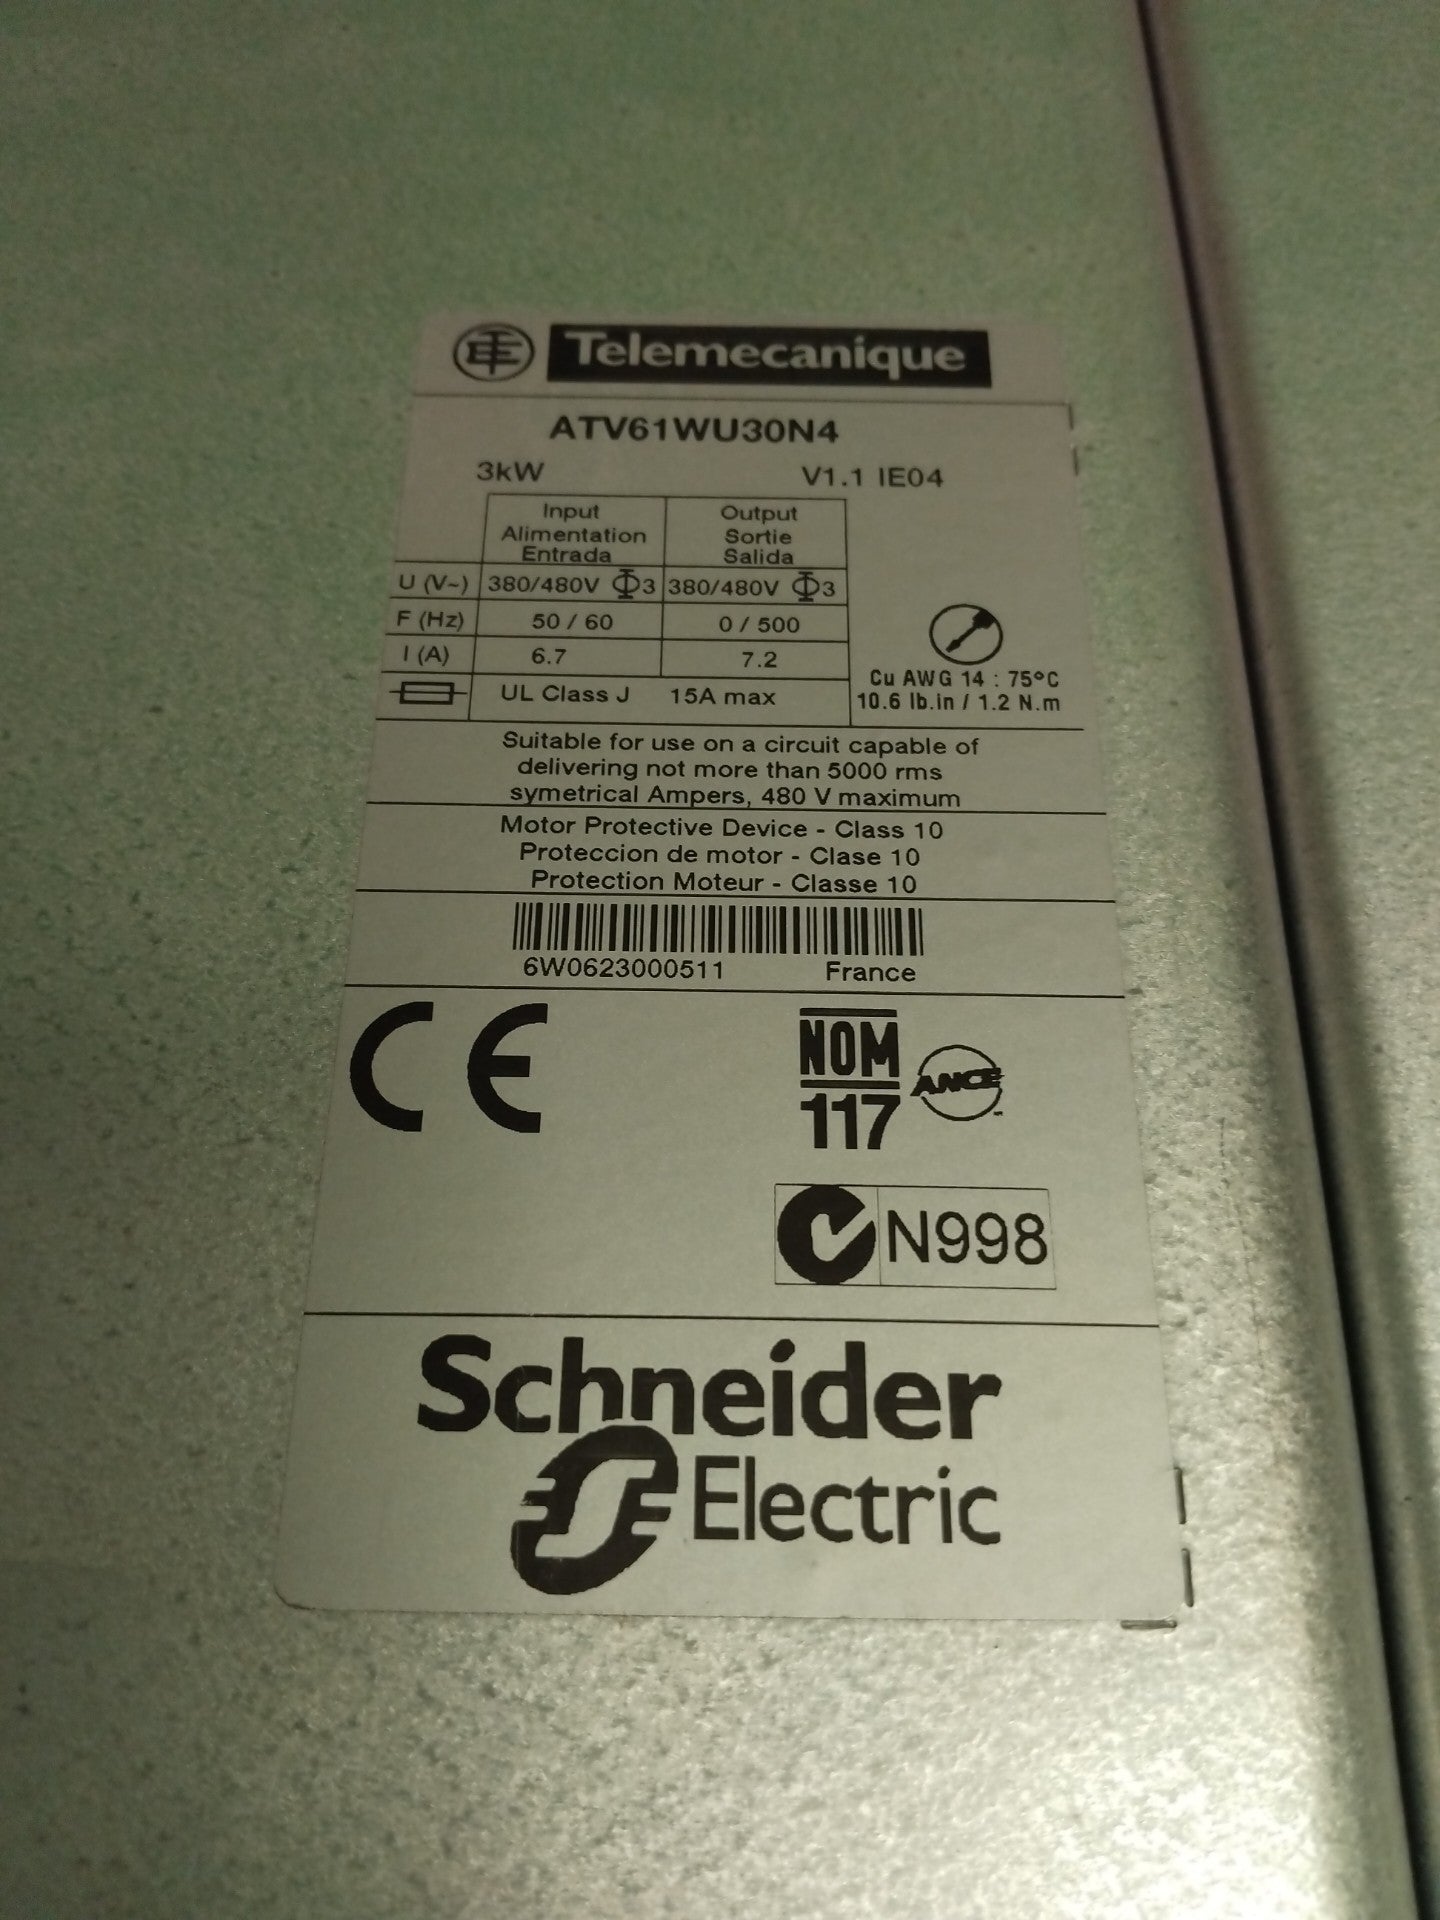 TE Telemecanique
ATV61WU30N4
3kW V1.1 IE04
Input Output
Alimentation Sortie
Entrada Salida
U (V~) 380/480V Φ3 380/480V Φ3
F (Hz) 50 / 60 0 / 500
I (A) 6.7 7.2
UL Class J 15A max
Cu AWG 14 : 75°C
10.6 lb.in / 1.2 N.m
Suitable for use on a circuit capable of
delivering not more than 5000 rms
symetrical Ampers, 480 V maximum
Motor Protective Device - Class 10
Proteccion de motor - Clase 10
Protection Moteur - Classe 10
6W0623000511 France
CE
NOM
117
ANCE
N998
Schneider
Electric